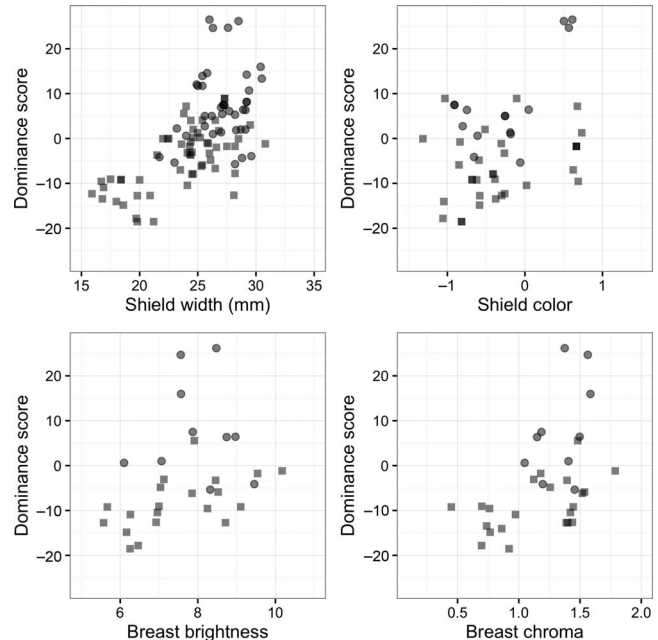 Dominance score
20
10
0
−10
−20
15 20 25 30 35
Shield width (mm)
Dominance score
20
10
0
−10
−20
−1 0 1
Shield color
Dominance score
20
10
0
−10
−20
6 8 10
Breast brightness
Dominance score
20
10
0
−10
−20
0.5 1.0 1.5 2.0
Breast chroma